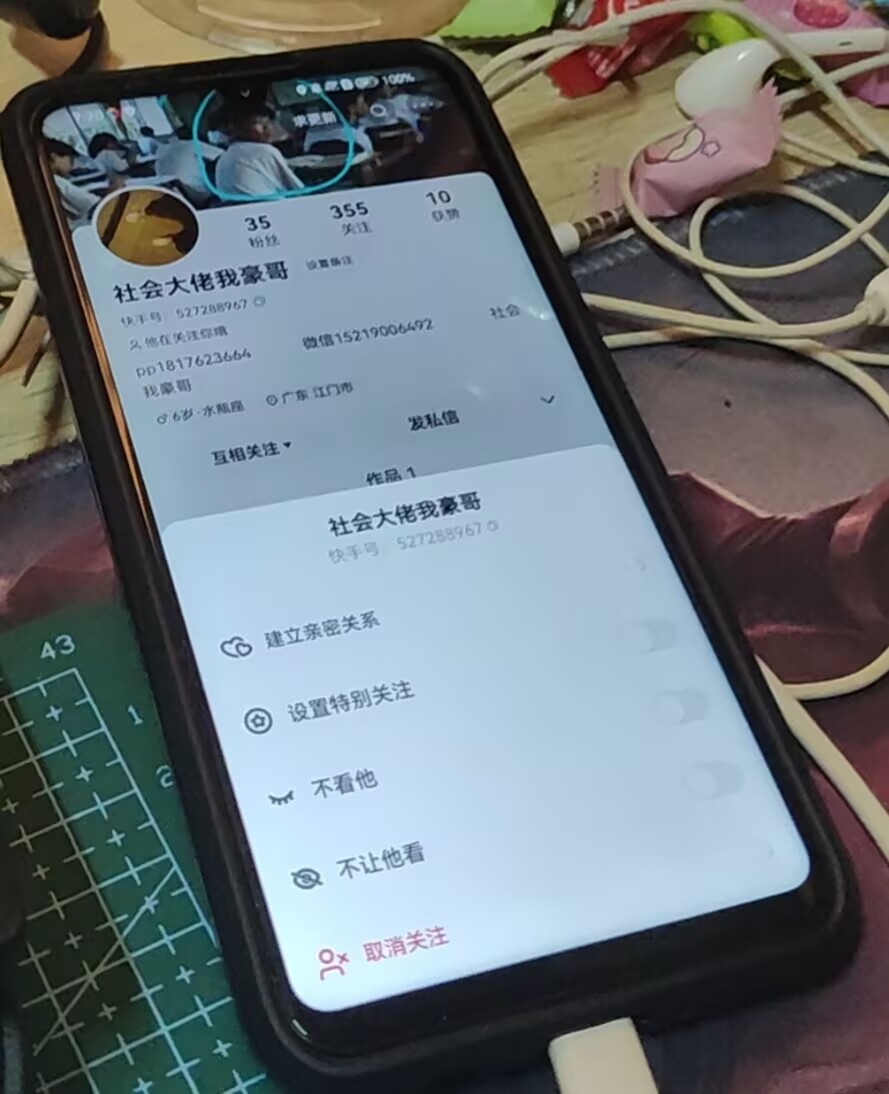 100%
求更新
35 355 10
粉丝 关注 获赞
社会大佬我豪哥 设置备注
快手号: 527288967
他在关注你哦
pp1817623664 微信15219006492 社会
我豪哥
6岁·水瓶座 广东 江门市
互相关注 发私信
作品 1
社会大佬我豪哥
快手号: 527288967
建立亲密关系
设置特别关注
不看他
不让他看
取消关注
43
1
2